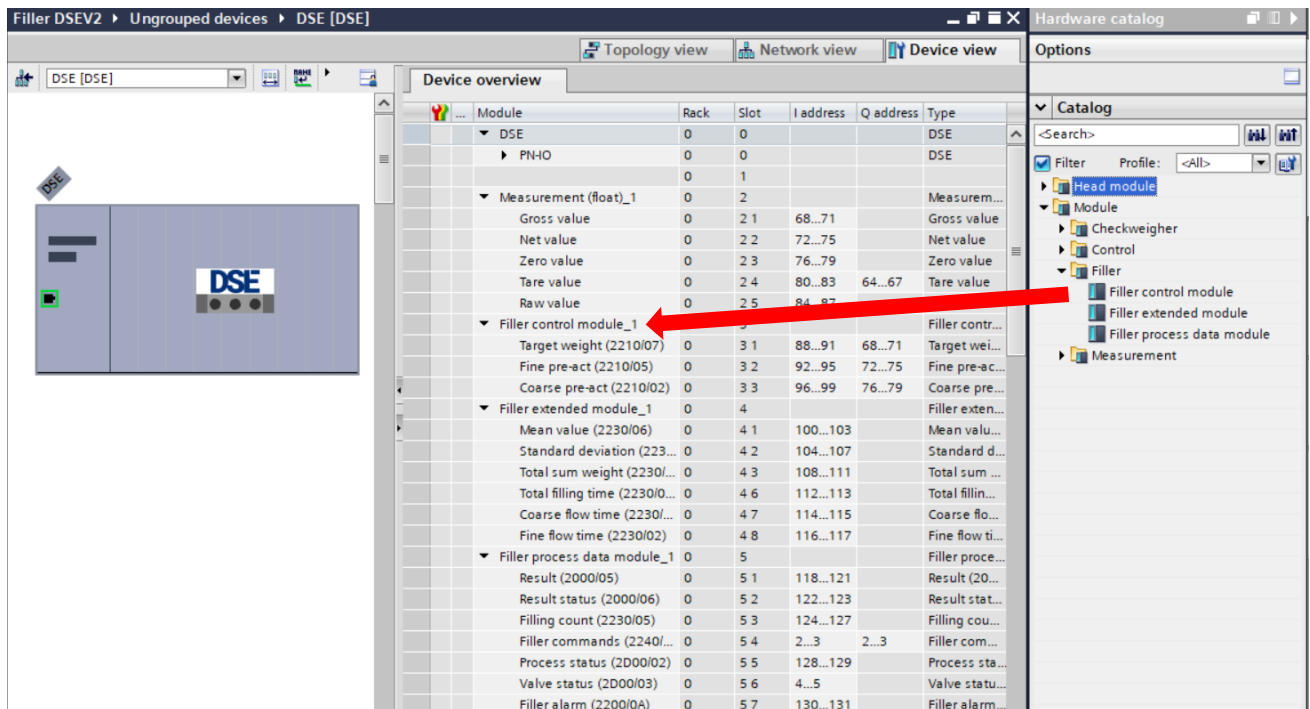 Filler DSEV2 ▸ Ungrouped devices ▸ DSE [DSE]
Hardware catalog
Topology view
Network view
Device view
Options
DSE [DSE]
Device overview
... Module Rack Slot I address Q address Type
DSE 0 0 DSE
PN-IO 0 0 DSE
0 1
Measurement (float)_1 0 2 Measurem...
Gross value 0 2 1 68...71 Gross value
Net value 0 2 2 72...75 Net value
Zero value 0 2 3 76...79 Zero value
Tare value 0 2 4 80...83 64...67 Tare value
Raw value 0 2 5 84...87
Filler control module_1 Filler contr...
Target weight (2210/07) 0 3 1 88...91 68...71 Target wei...
Fine pre-act (2210/05) 0 3 2 92...95 72...75 Fine pre-ac...
Coarse pre-act (2210/02) 0 3 3 96...99 76...79 Coarse pre...
Filler extended module_1 0 4 Filler exten...
Mean value (2230/06) 0 4 1 100...103 Mean valu...
Standard deviation (223... 0 4 2 104...107 Standard d...
Total sum weight (2230/... 0 4 3 108...111 Total sum ...
Total filling time (2230/0... 0 4 6 112...113 Total fillin...
Coarse flow time (2230/... 0 4 7 114...115 Coarse flo...
Fine flow time (2230/02) 0 4 8 116...117 Fine flow ti...
Filler process data module_1 0 5 Filler proce...
Result (2000/05) 0 5 1 118...121 Result (20...
Result status (2000/06) 0 5 2 122...123 Result stat...
Filling count (2230/05) 0 5 3 124...127 Filling cou...
Filler commands (2240/... 0 5 4 2...3 2...3 Filler com...
Process status (2D00/02) 0 5 5 128...129 Process sta...
Valve status (2D00/03) 0 5 6 4...5 Valve statu...
Filler alarm (2200/0A) 0 5 7 130...131 Filler alarm...
DSE
DSE
Catalog
<Search>
Filter Profile: <All>
Head module
Module
Checkweigher
Control
Filler
Filler control module
Filler extended module
Filler process data module
Measurement